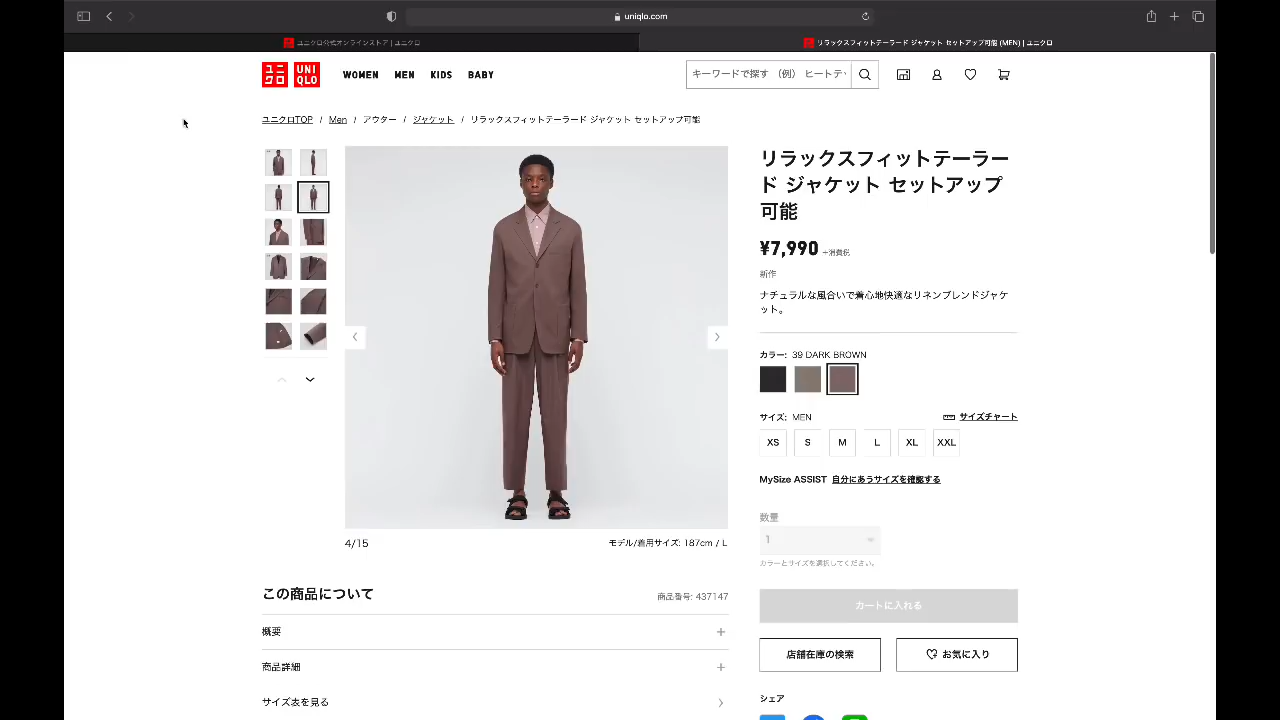 uniqlo.com
ユニクロ公式オンラインストア | ユニクロ
リラックスフィットテーラード ジャケット セットアップ可能 (MEN) | ユニクロ
ユニクロ UNIQLO WOMEN MEN KIDS BABY
キーワードで探す （例） ヒートテ
ユニクロTOP / Men / アウター / ジャケット / リラックスフィットテーラード ジャケット セットアップ可能
リラックスフィットテーラー
ド ジャケット セットアップ
可能
¥7,990 +消費税
新作
ナチュラルな風合いで着心地快適なリネンブレンドジャケ
ット。
カラー: 39 DARK BROWN
サイズ: MEN サイズチャート
XS S M L XL XXL
MySize ASSIST 自分にあうサイズを確認する
数量
1
カラーとサイズを選択してください。
カートに入れる
店舗在庫の検索 お気に入り
シェア
4/15 モデル/着用サイズ: 187cm / L
この商品について 商品番号: 437147
概要
商品詳細
サイズ表を見る